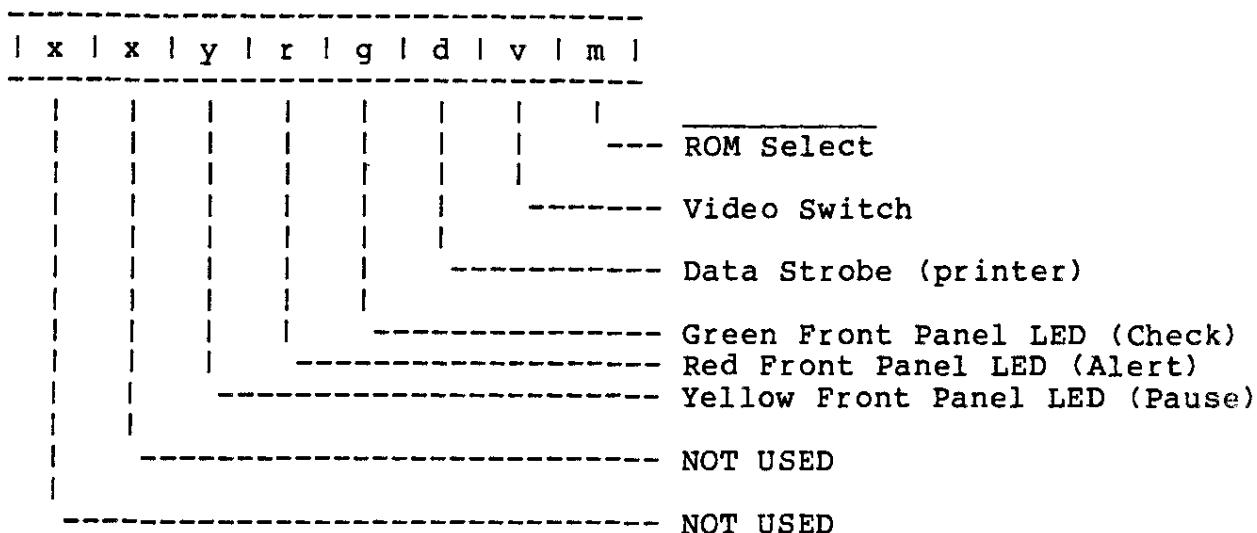 | x | x | y | r | g | d | v | m |
ROM Select
Video Switch
Data Strobe (printer)
Green Front Panel LED (Check)
Red Front Panel LED (Alert)
Yellow Front Panel LED (Pause)
NOT USED
NOT USED